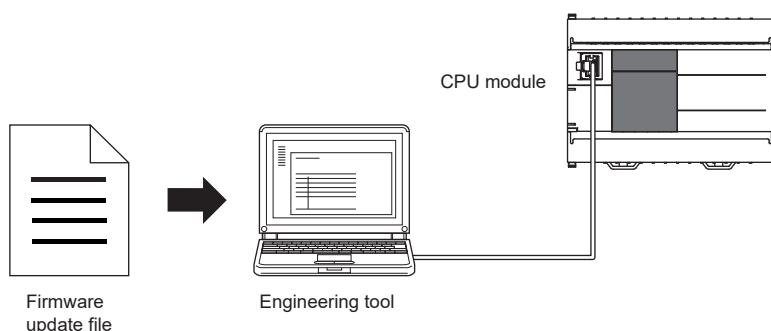 CPU module
Firmware
update file
Engineering tool